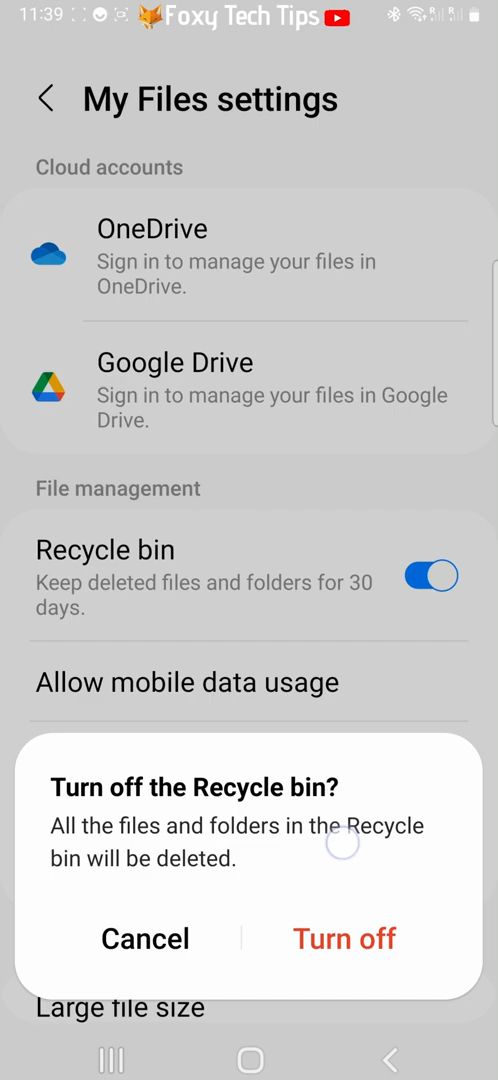 11:39 Foxy Tech Tips
My Files settings
Cloud accounts
OneDrive
Sign in to manage your files in
OneDrive.
Google Drive
Sign in to manage your files in Google
Drive.
File management
Recycle bin
Keep deleted files and folders for 30
days.
Allow mobile data usage
Turn off the Recycle bin?
All the files and folders in the Recycle
bin will be deleted.
Cancel Turn off
Large file size